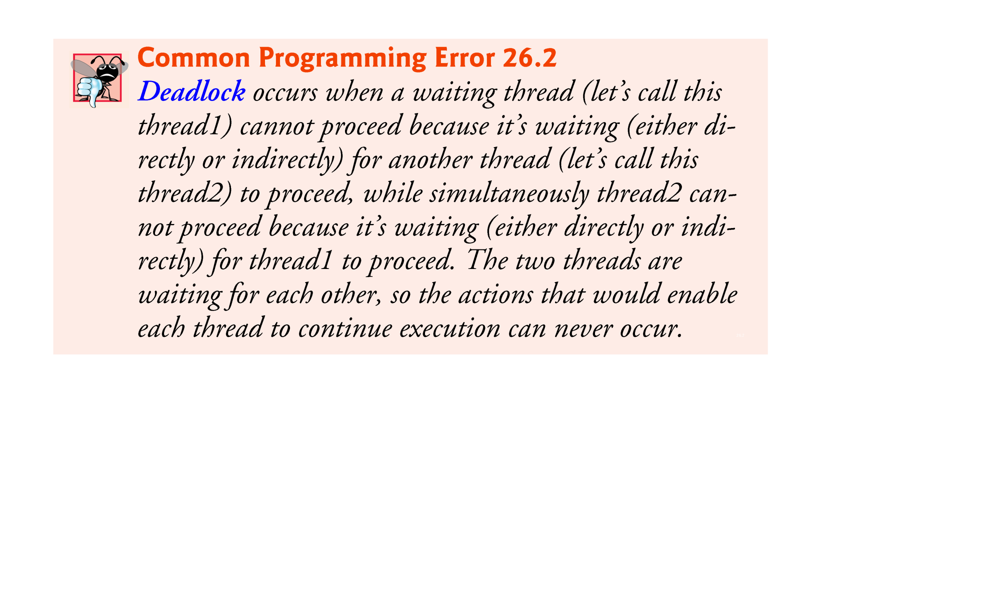 Common Programming Error 26.2
Deadlock occurs when a waiting thread (let’s call this
thread1) cannot proceed because it’s waiting (either di-
rectly or indirectly) for another thread (let’s call this
thread2) to proceed, while simultaneously thread2 can-
not proceed because it’s waiting (either directly or indi-
rectly) for thread1 to proceed. The two threads are
waiting for each other, so the actions that would enable
each thread to continue execution can never occur.